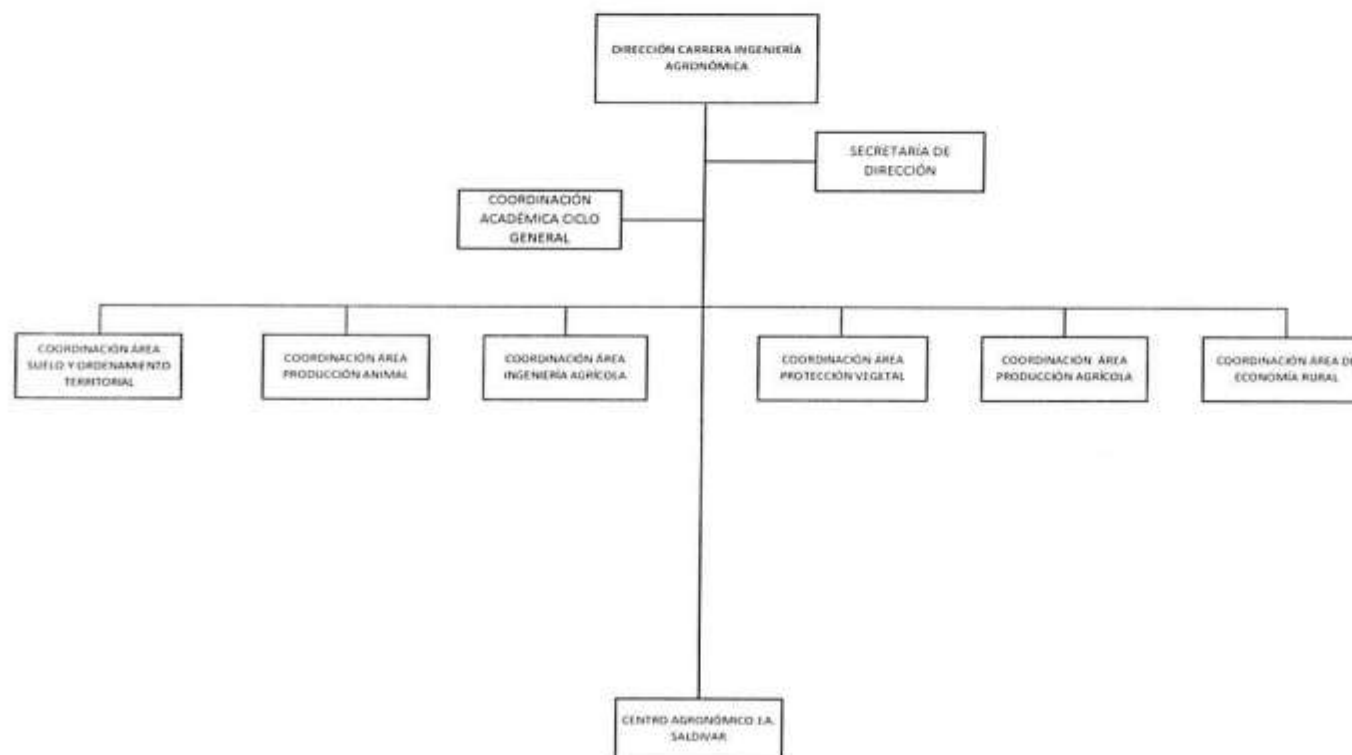 DIRECCIÓN CARRERA INGENIERÍA
AGRONÓMICA
SECRETARÍA DE
DIRECCIÓN
COORDINACIÓN
ACADÉMICA CICLO
GENERAL
COORDINACIÓN ÁREA
SUELO Y ORDENAMIENTO
TERRITORIAL
COORDINACIÓN ÁREA
PRODUCCIÓN ANIMAL
COORDINACIÓN ÁREA
INGENIERÍA AGRÍCOLA
COORDINACIÓN ÁREA
PROTECCIÓN VEGETAL
COORDINACIÓN ÁREA
PRODUCCIÓN AGRÍCOLA
COORDINACIÓN ÁREA DE
ECONOMÍA RURAL
CENTRO AGRONÓMICO J.A.
SALDIVAR